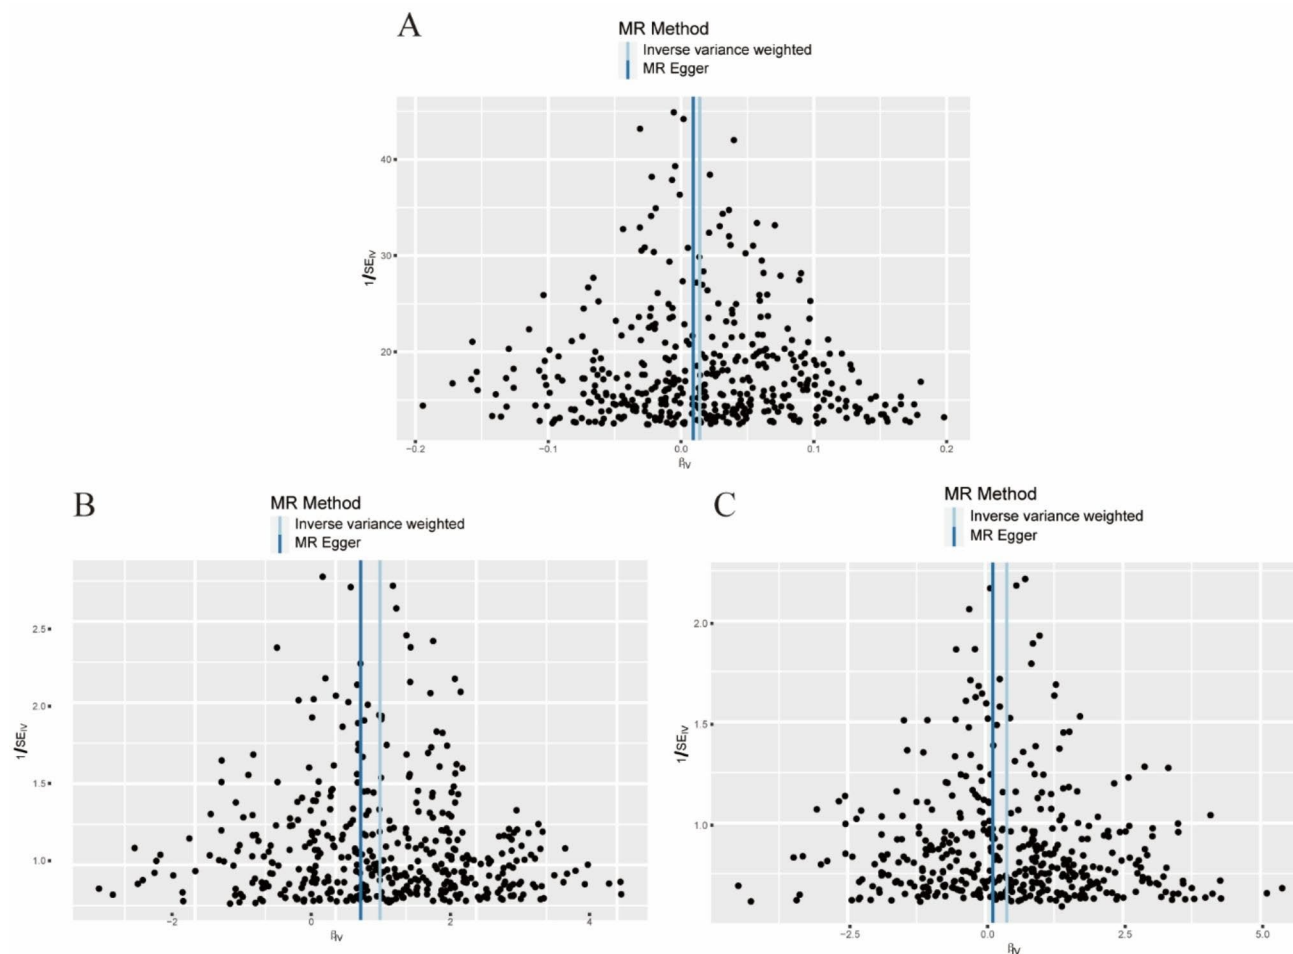 A
MR Method
Inverse variance weighted
MR Egger
40
30
20
1/SE_IV
−0.2 −0.1 0.0 0.1 0.2
β_IV
B
MR Method
Inverse variance weighted
MR Egger
2.5
2.0
1.5
1.0
1/SE_IV
−2 0 2 4
β_IV
C
MR Method
Inverse variance weighted
MR Egger
2.0
1.5
1.0
1/SE_IV
−2.5 0.0 2.5 5.0
β_IV